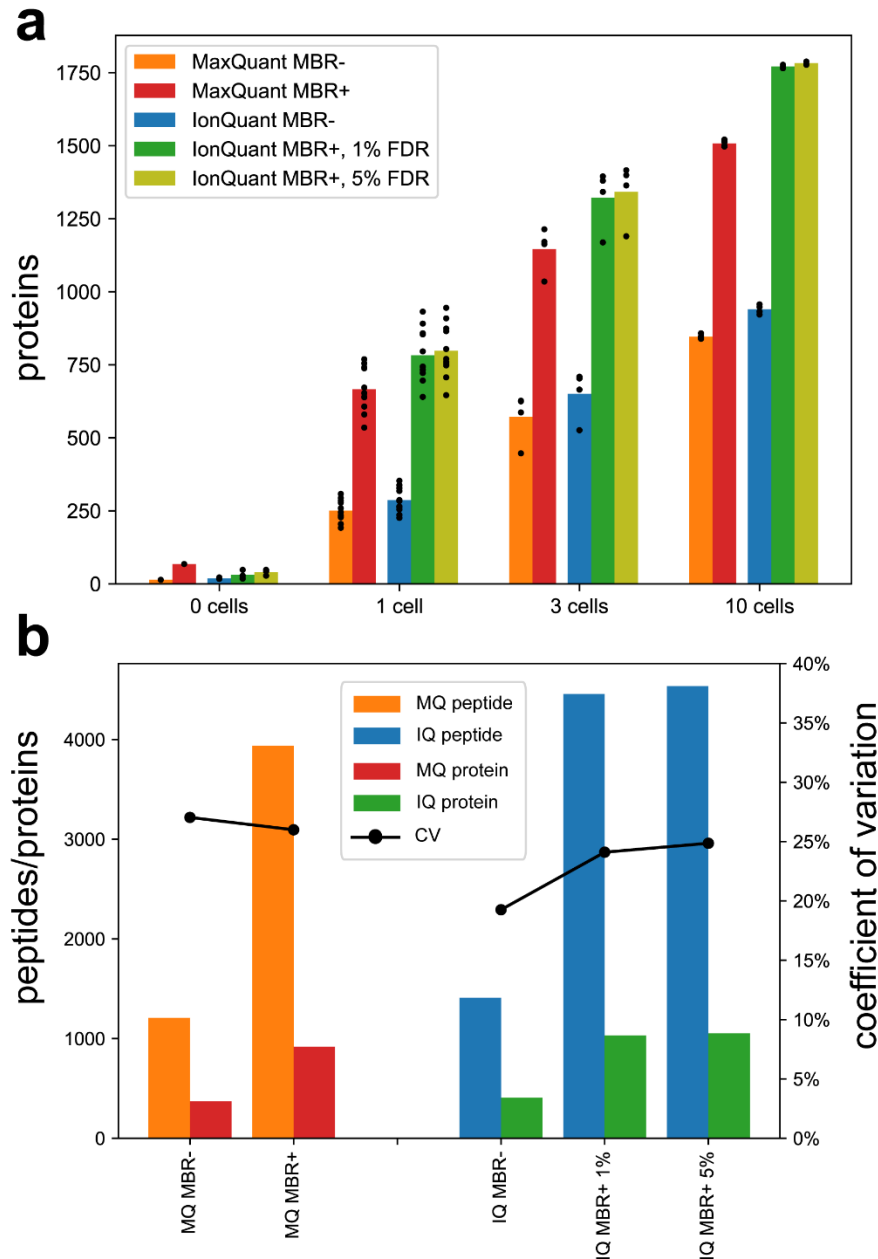 a
MaxQuant MBR-
MaxQuant MBR+
IonQuant MBR-
IonQuant MBR+, 1% FDR
IonQuant MBR+, 5% FDR
proteins
1750
1500
1250
1000
750
500
250
0
0 cells
1 cell
3 cells
10 cells
b
MQ peptide
IQ peptide
MQ protein
IQ protein
CV
peptides/proteins
4000
3000
2000
1000
0
coefficient of variation
40%
35%
30%
25%
20%
15%
10%
5%
0%
MQ MBR-
MQ MBR+
IQ MBR-
IQ MBR+ 1%
IQ MBR+ 5%